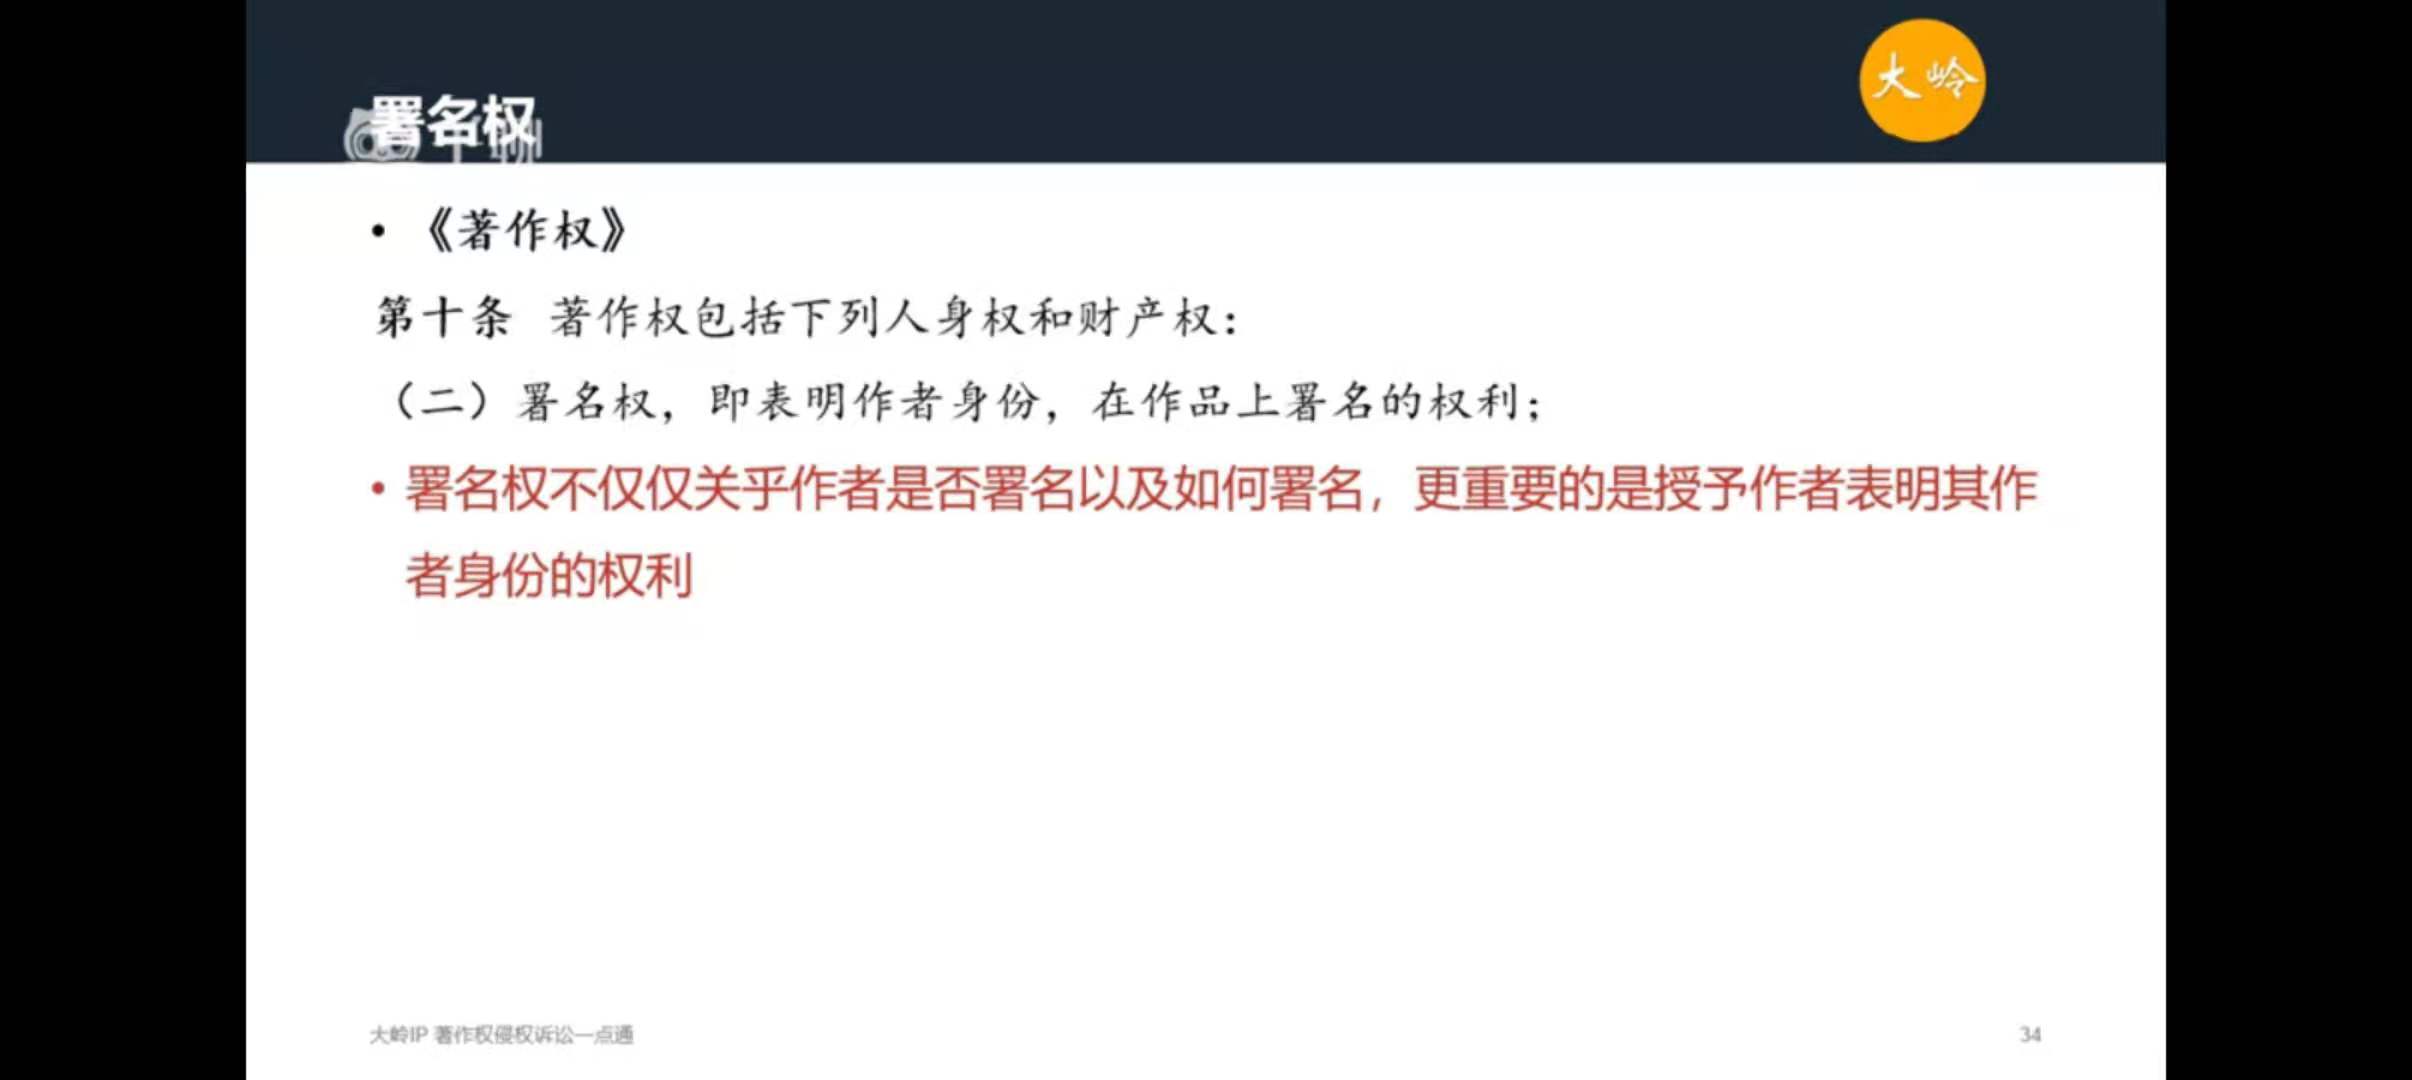 署名权
大岭
• 《著作权》
第十条 著作权包括下列人身权和财产权：
（二）署名权，即表明作者身份，在作品上署名的权利；
• 署名权不仅仅关乎作者是否署名以及如何署名，更重要的是授予作者表明其作
者身份的权利
大岭IP 著作权侵权诉讼一点通
34